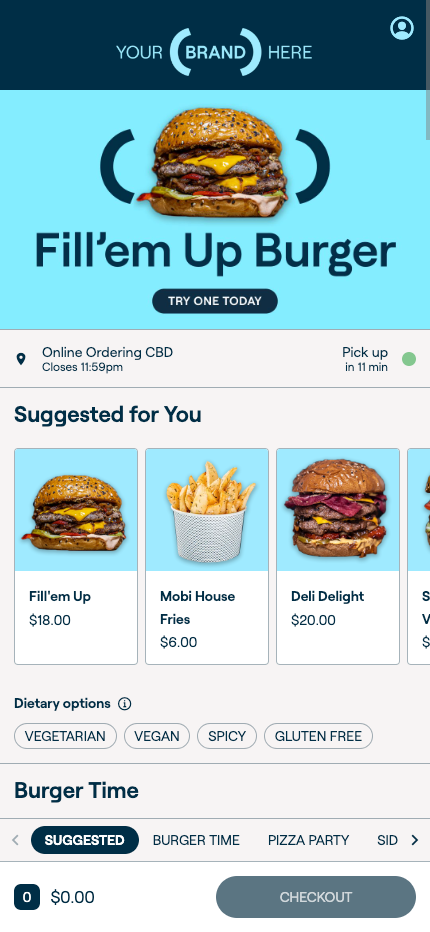 YOUR BRAND HERE
Fill’em Up Burger
TRY ONE TODAY
Online Ordering CBD
Closes 11:59pm
Pick up
in 11 min
Suggested for You
Fill'em Up
$18.00
Mobi House
Fries
$6.00
Deli Delight
$20.00
S
V
$
Dietary options
VEGETARIAN
VEGAN
SPICY
GLUTEN FREE
Burger Time
SUGGESTED
BURGER TIME
PIZZA PARTY
SID
0
$0.00
CHECKOUT